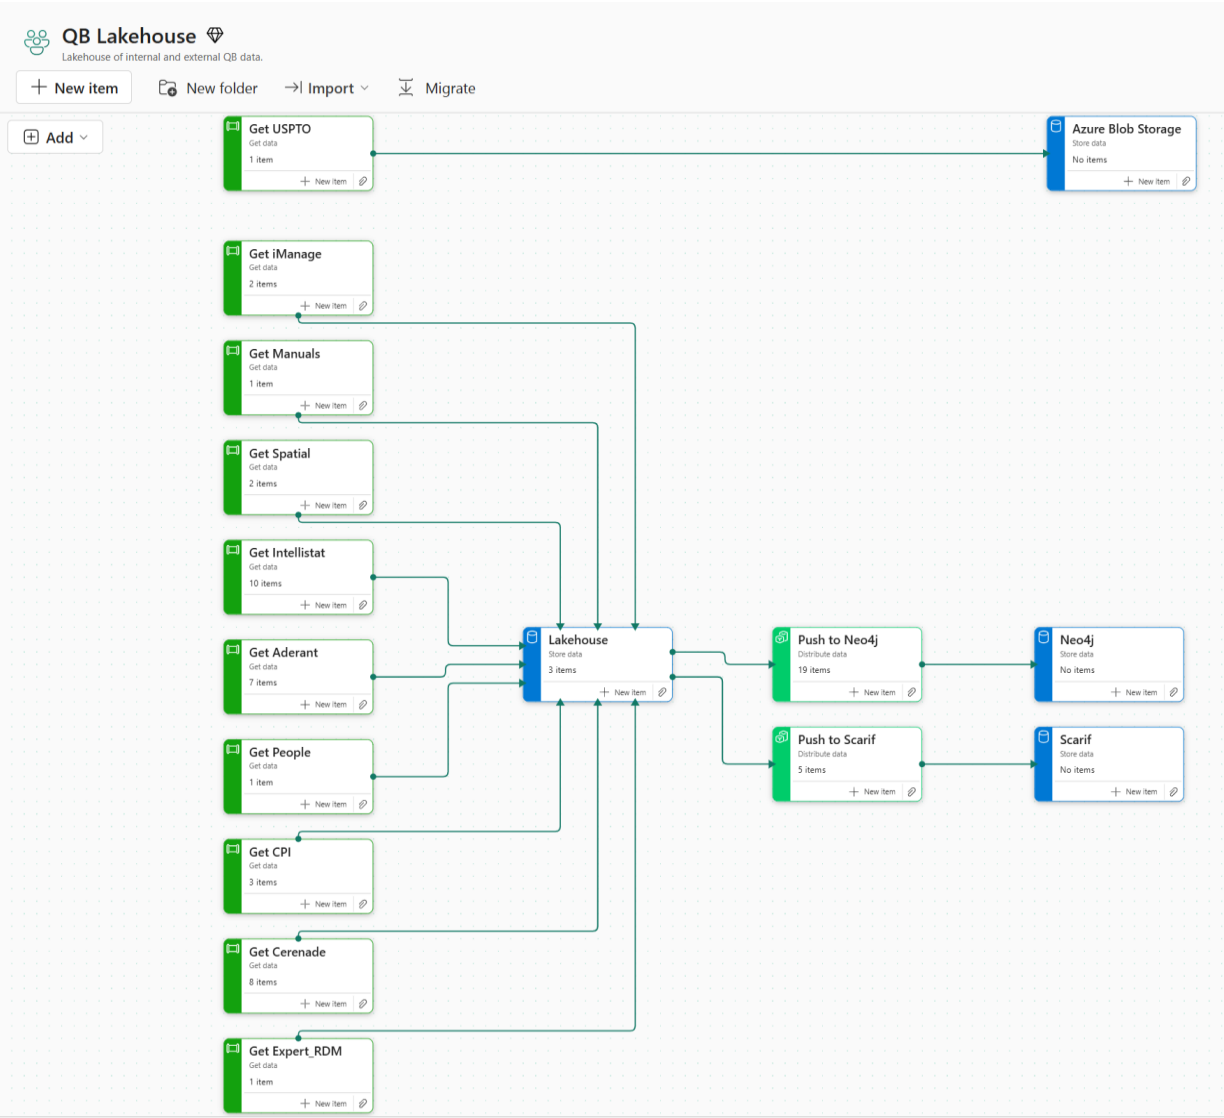 QB Lakehouse
Lakehouse of internal and external QB data.
New item
New folder
Import
Migrate
Add
Get USPTO
Get data
1 item
New item
Azure Blob Storage
Store data
No items
New item
Get iManage
Get data
2 items
New item
Get Manuals
Get data
1 item
New item
Get Spatial
Get data
2 items
New item
Get Intellistat
Get data
10 items
New item
Get Aderant
Get data
7 items
New item
Get People
Get data
1 item
New item
Get CPI
Get data
3 items
New item
Get Cerenade
Get data
8 items
New item
Get Expert_RDM
Get data
1 item
New item
Lakehouse
Store data
3 items
New item
Push to Neo4j
Distribute data
19 items
New item
Neo4j
Store data
No items
New item
Push to Scarif
Distribute data
5 items
New item
Scarif
Store data
No items
New item